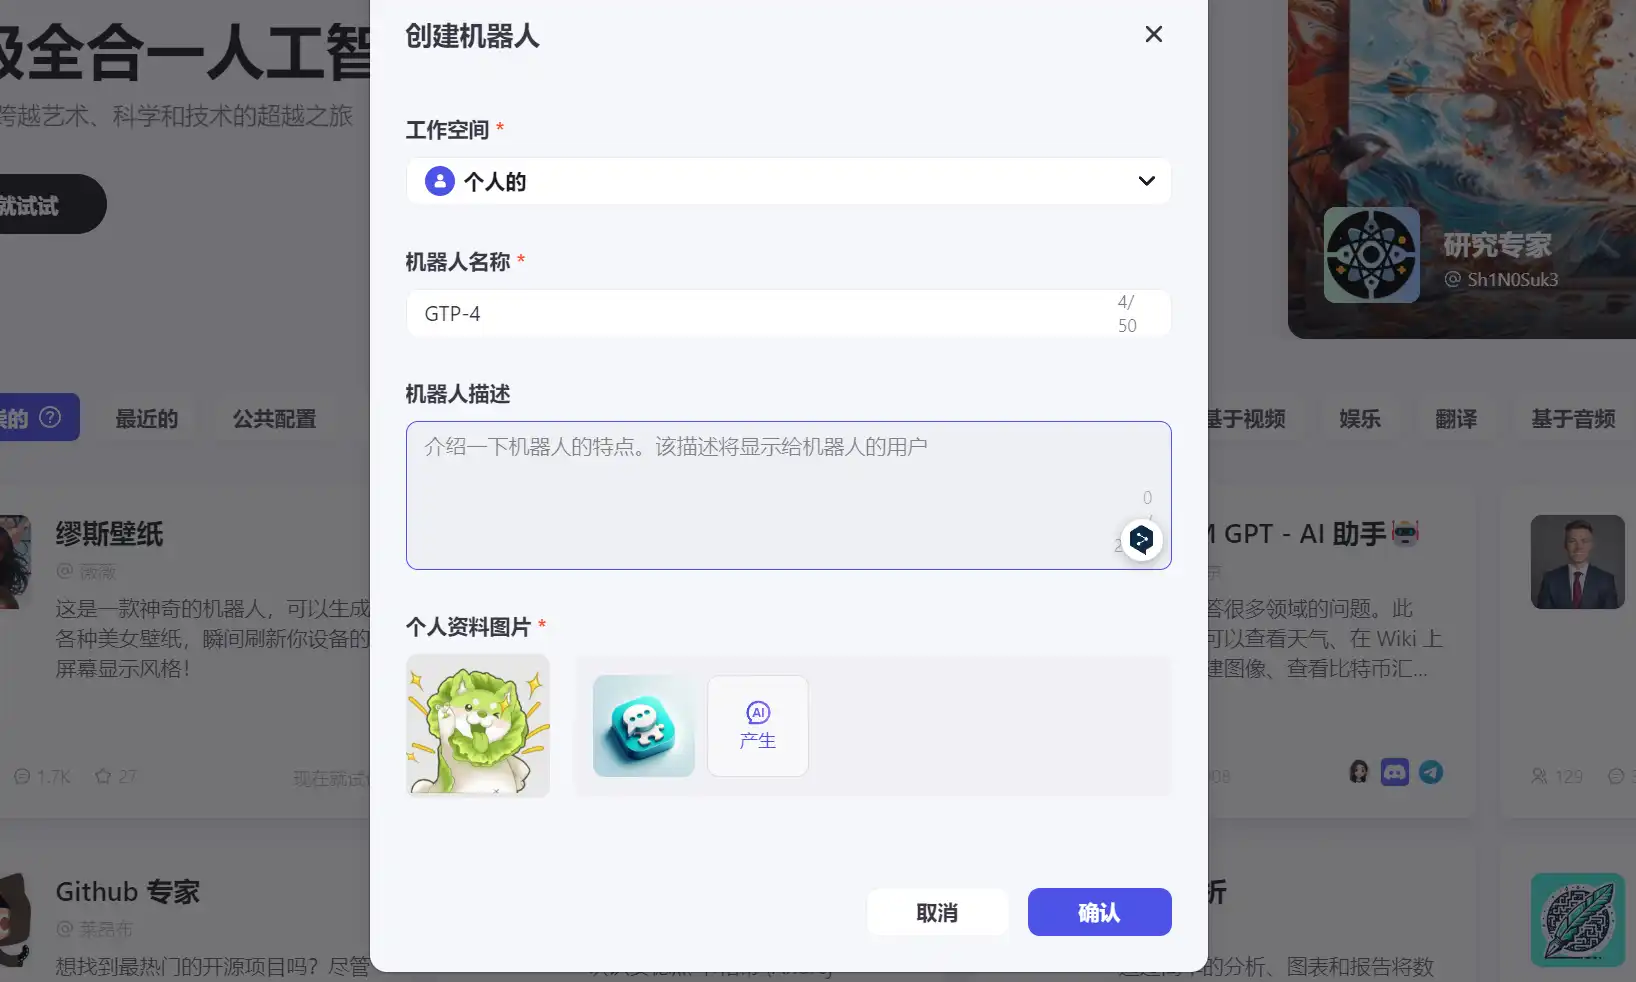 创建机器人
工作空间 *
个人的
机器人名称 *
GTP-4
4/
50
机器人描述
介绍一下机器人的特点。该描述将显示给机器人的用户
0
/
2
个人资料图片 *
AI
产生
取消
确认
全合一人工智
跨越艺术、科学和技术的超越之旅
就试试
研究专家
@ Sh1N0Suk3
的
最近的
公共配置
基于视频
娱乐
翻译
基于音频
缪斯壁纸
@ 薇薇
这是一款神奇的机器人，可以生成
各种美女壁纸，瞬间刷新你设备的
屏幕显示风格！
1.7K
27
现在就试
GPT - AI 助手
答很多领域的问题。此
可以查看天气、在 Wiki 上
建图像、查看比特币汇...
08
129
Github 专家
@ 莱昂布
想找到最热门的开源项目吗？尽管
析
的分析、图表和报告将数